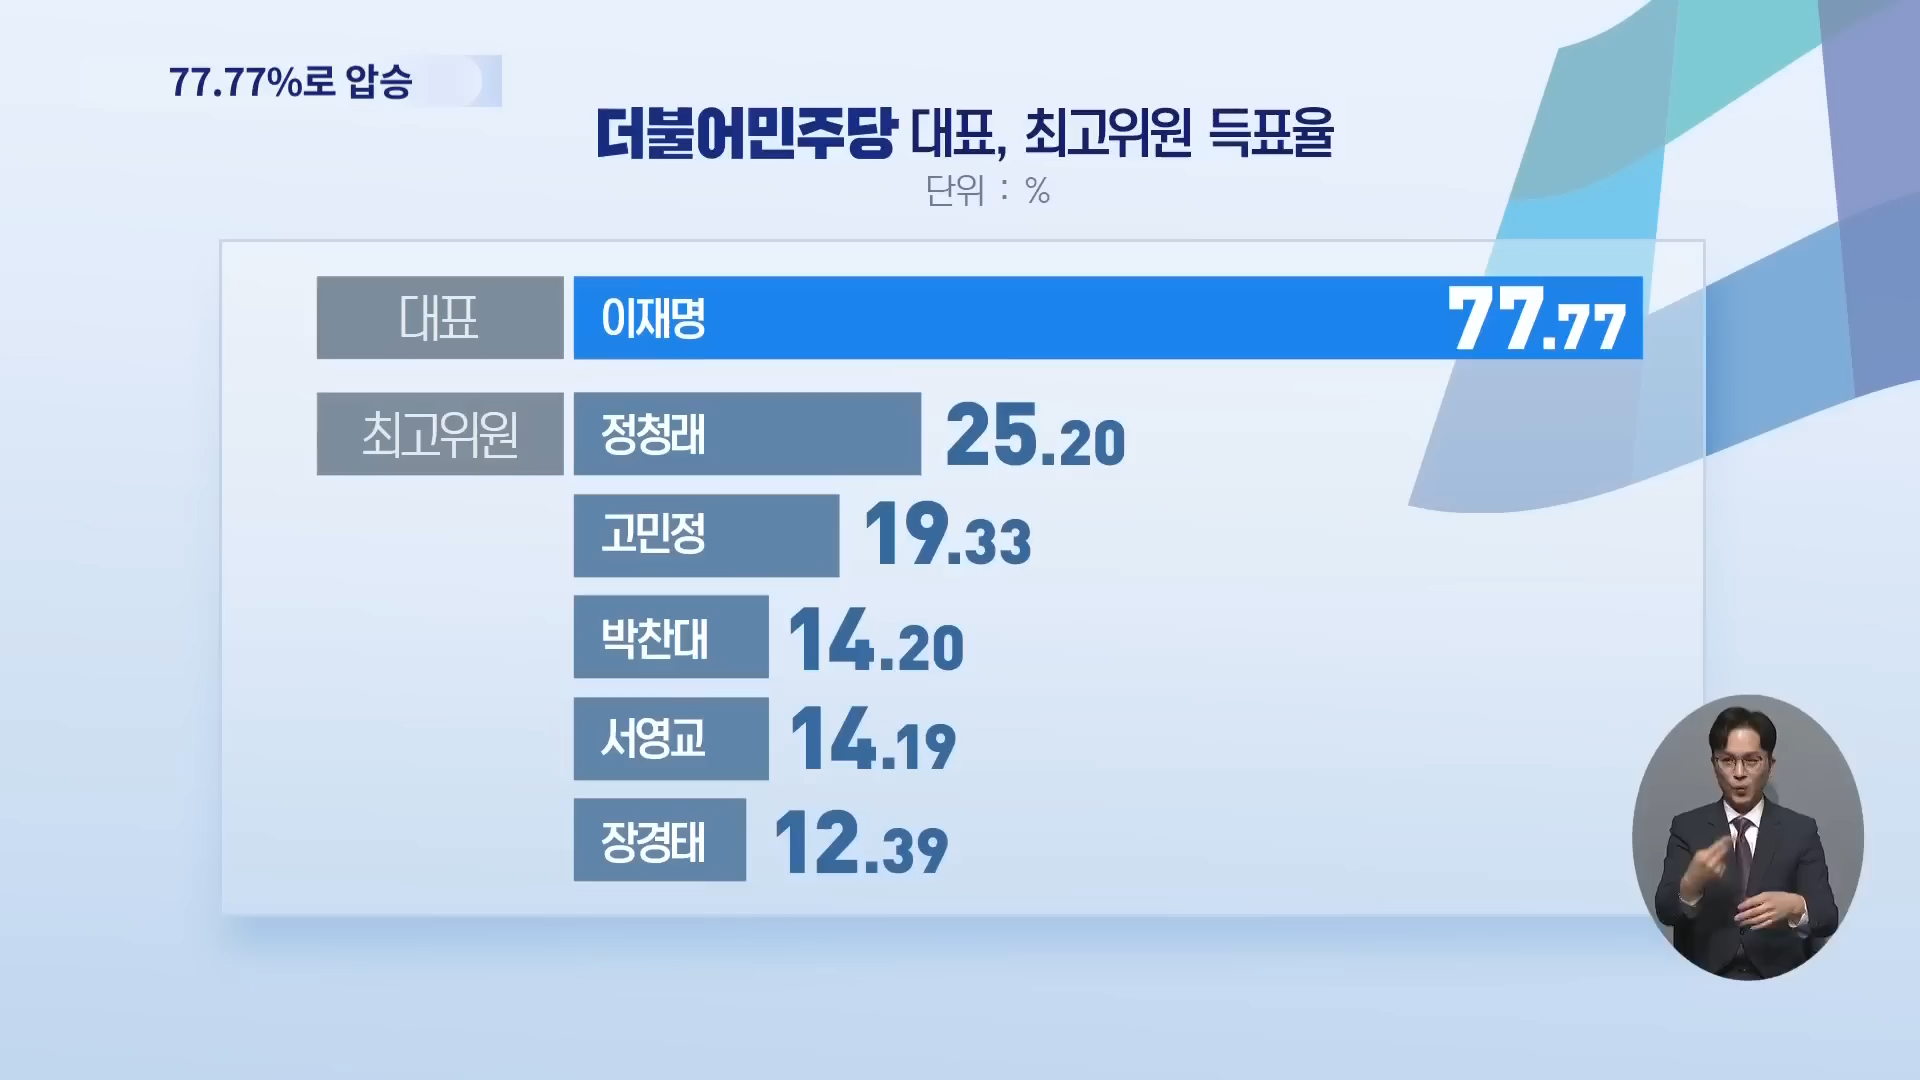 77.77%로 압승
더불어민주당 대표, 최고위원 득표율
단위 : %
대표 이재명 77.77
최고위원 정청래 25.20
고민정 19.33
박찬대 14.20
서영교 14.19
장경태 12.39